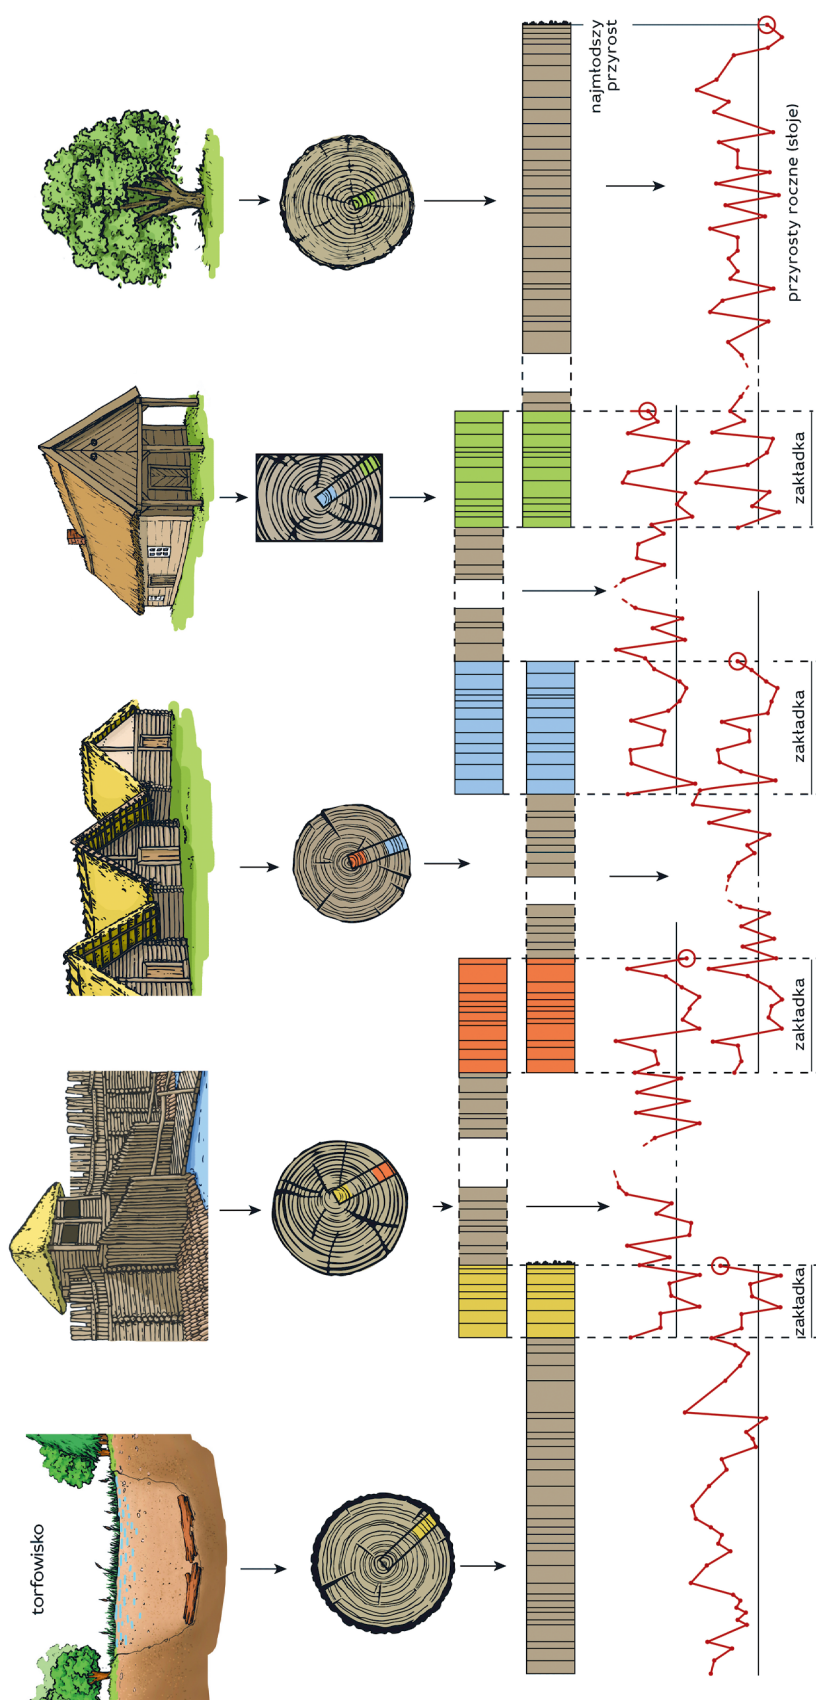 najmłodszy
przyrost
przyrosty roczne (słoje)
zakładka
zakładka
zakładka
zakładka
torfowisko